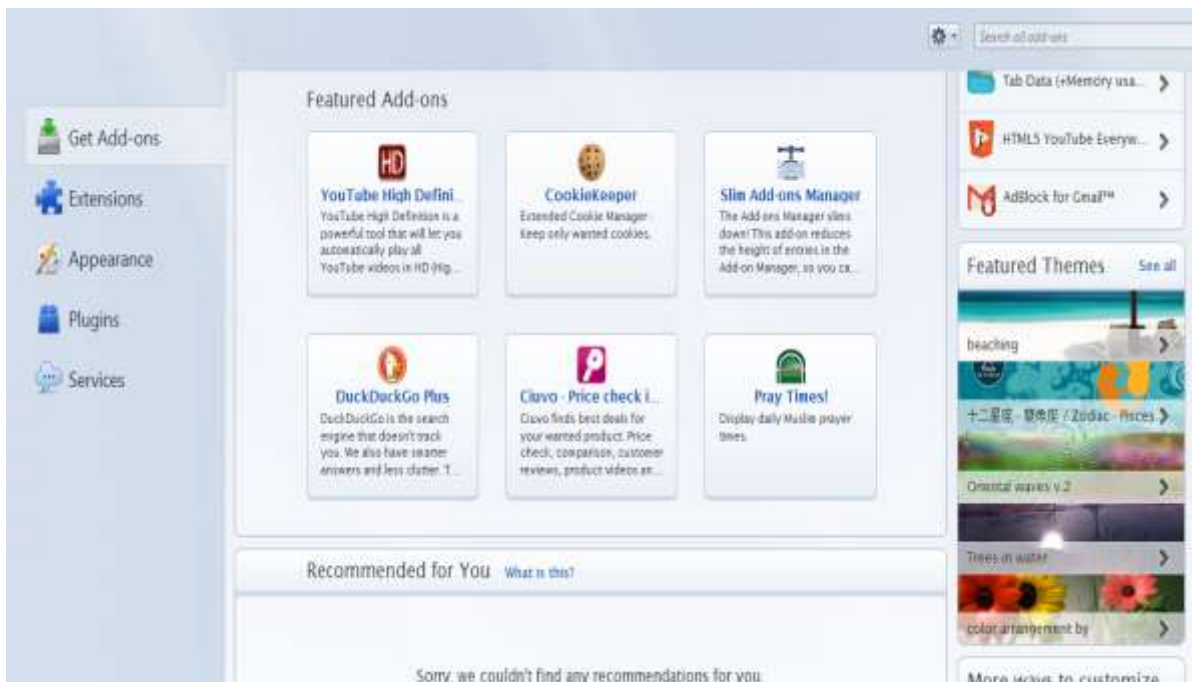 Search all add-ons
Get Add-ons
Extensions
Appearance
Plugins
Services
Featured Add-ons
HD
YouTube High Defini...
YouTube High Definition is a
powerful tool that will let you
automatically play all
YouTube videos in HD (Hig...
CookieKeeper
Extended Cookie Manager -
Keep only wanted cookies.
Slim Add-ons Manager
The Add-ons Manager slims
down! This add-on reduces
the height of entries in the
Add-on Manager, so you ca...
DuckDuckGo Plus
DuckDuckGo is the search
engine that doesn't track
you. We also have smarter
answers and less clutter. T...
Ciuvo - Price check i...
Ciuvo finds best deals for
your wanted product. Price
check, comparison, customer
reviews, product videos an...
Pray Times!
Display daily Muslim prayer
times.
Recommended for You What is this?
Sorry, we couldn't find any recommendations for you.
Tab Data (+Memory usa...
HTML5 YouTube Everyw...
AdBlock for Gmail™
Featured Themes See all
beaching
十二星座 - 雙魚座 / Zodiac - Pisces
Oriental waves v.2
Trees in water
color arrangement by
More ways to customize